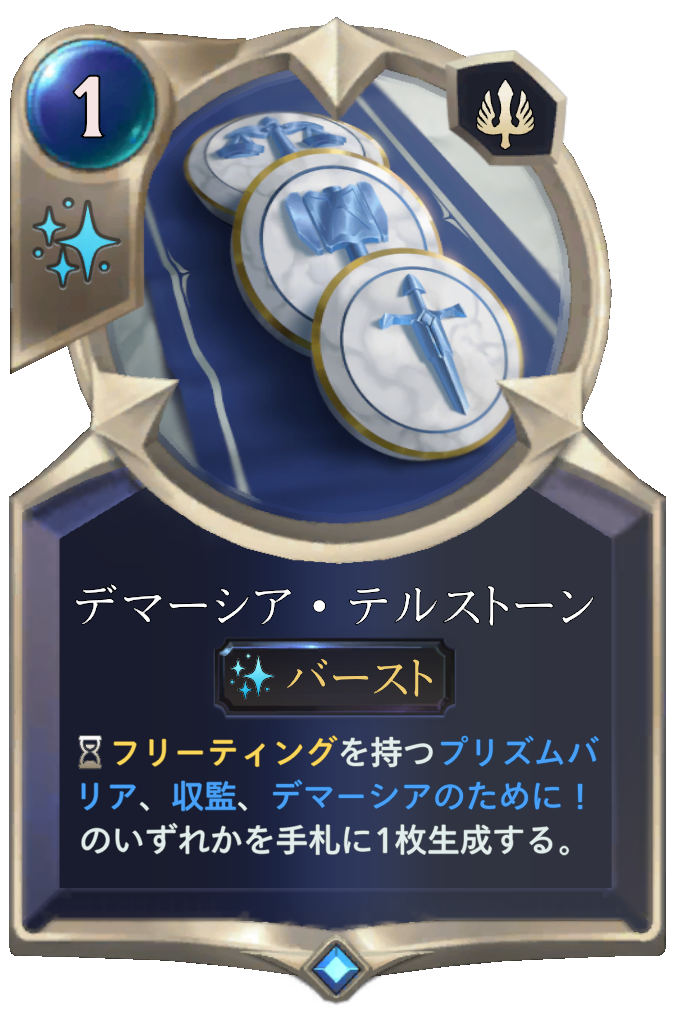 1
デマーシア・テルストーン
バースト
フリーティングを持つプリズムバ
リア、収監、デマーシアのために！
のいずれかを手札に1枚生成する。